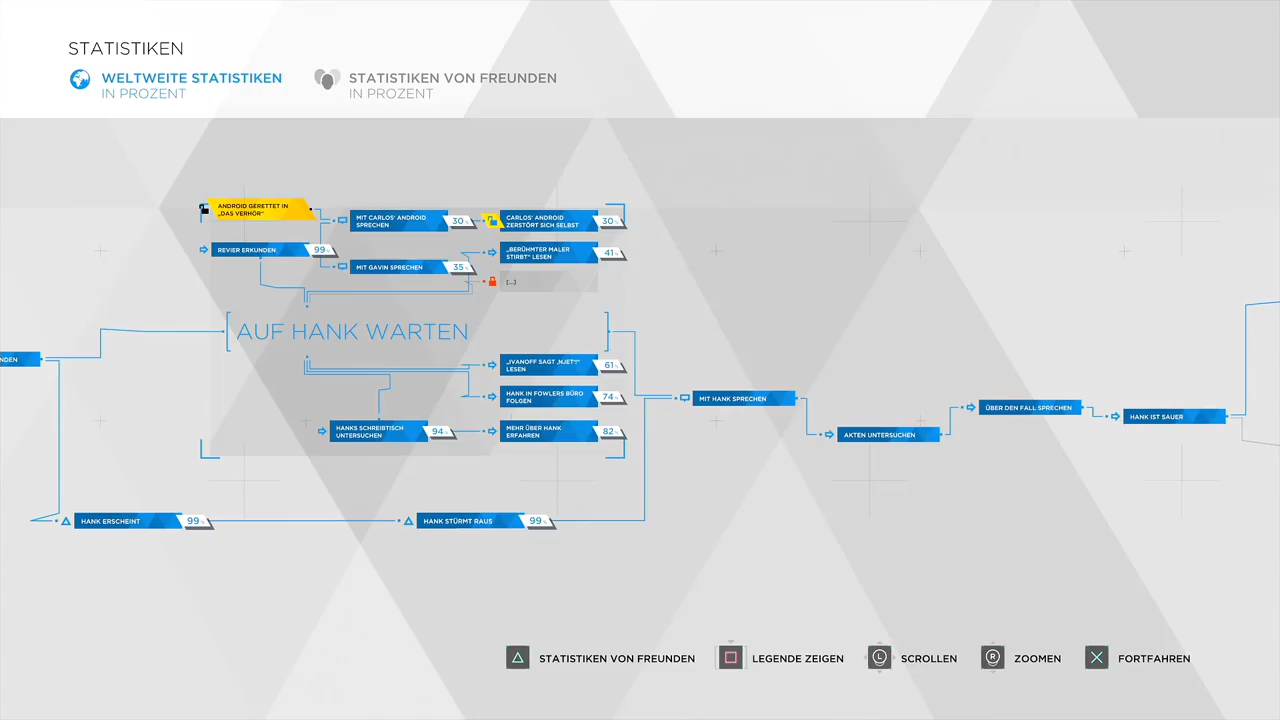 STATISTIKEN
WELTWEITE STATISTIKEN
IN PROZENT
STATISTIKEN VON FREUNDEN
IN PROZENT
ANDROID GERETTET IN
„DAS VERHÖR“
MIT CARLOS' ANDROID
SPRECHEN
30%
CARLOS' ANDROID
ZERSTÖRT SICH SELBST
30%
REVIER ERKUNDEN
99%
MIT GAVIN SPRECHEN
35%
„BERÜHMTER MALER
STIRBT“ LESEN
41%
[...]
AUF HANK WARTEN
NDEN
„IVANOFF SAGT ‚NJET'!“
LESEN
61%
HANK IN FOWLERS BÜRO
FOLGEN
74%
HANKS SCHREIBTISCH
UNTERSUCHEN
94%
MEHR ÜBER HANK
ERFAHREN
82%
MIT HANK SPRECHEN
AKTEN UNTERSUCHEN
ÜBER DEN FALL SPRECHEN
HANK IST SAUER
HANK ERSCHEINT
99%
HANK STÜRMT RAUS
99%
STATISTIKEN VON FREUNDEN
LEGENDE ZEIGEN
L
SCROLLEN
R
ZOOMEN
FORTFAHREN